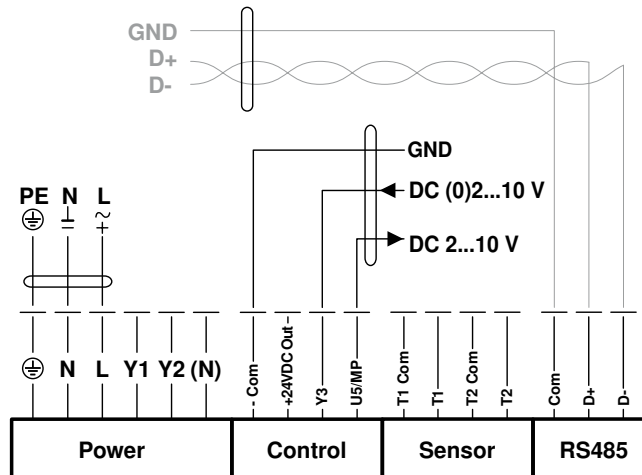 GND
D+
D-
GND
DC (0)2...10 V
DC 2...10 V
PE N L
N L Y1 Y2 (N)
- Com
+24VDC Out
Y3
U5/MP
T1 Com
T1
T2 Com
T2
Com
D+
D-
Power Control Sensor RS485